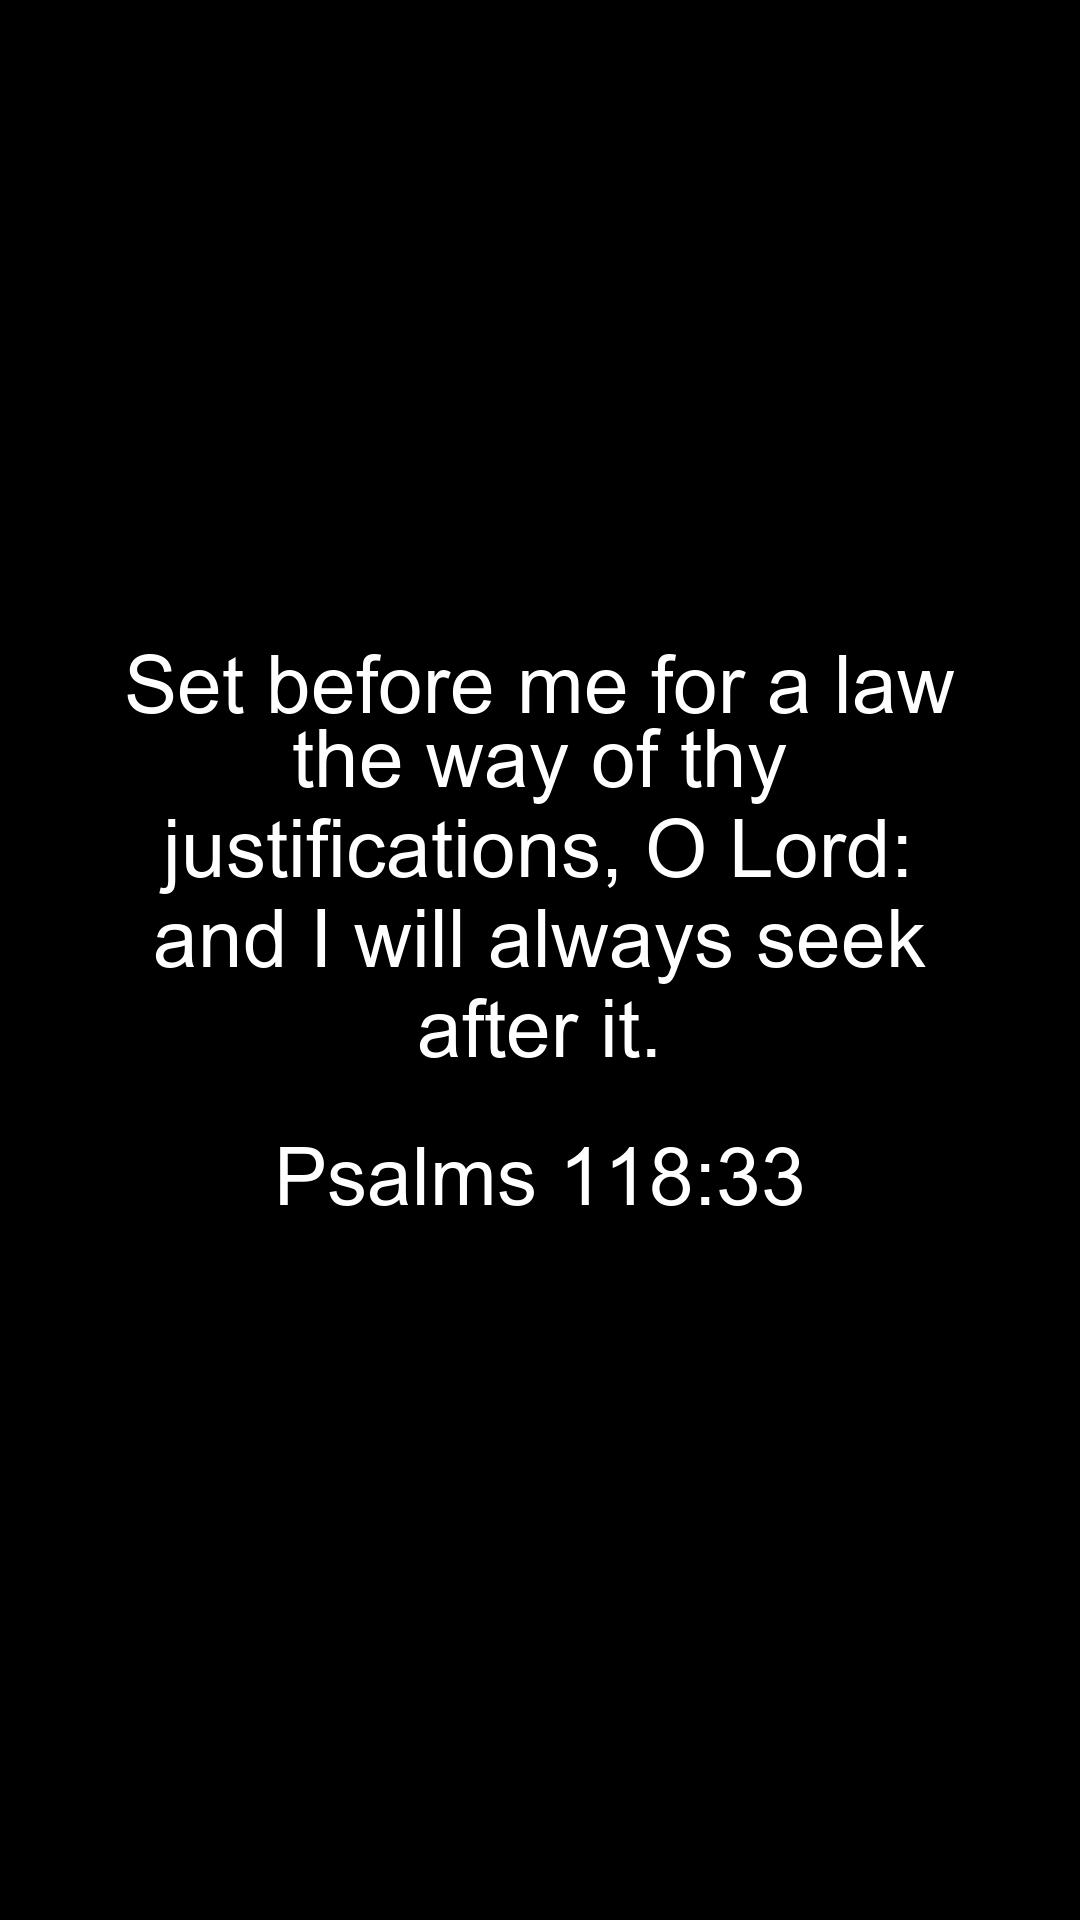 Set before me for a law
the way of thy
justifications, O Lord:
and I will always seek
after it.
Psalms 118:33